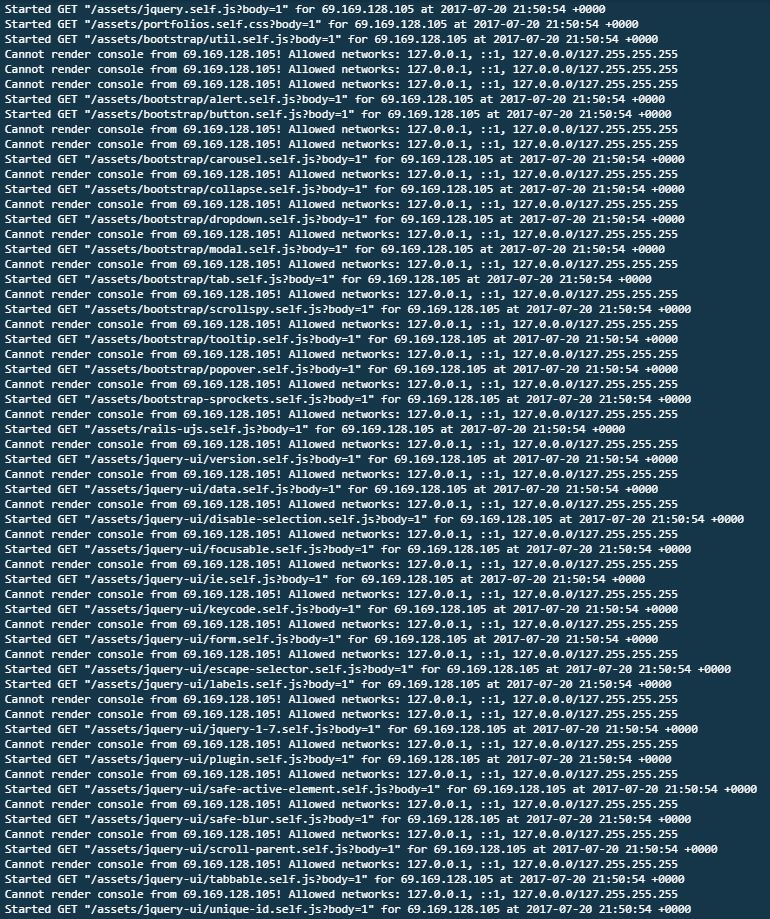 Started GET "/assets/jquery.self.js?body=1" for 69.169.128.105 at 2017-07-20 21:50:54 +0000
Started GET "/assets/portfolios.self.css?body=1" for 69.169.128.105 at 2017-07-20 21:50:54 +0000
Started GET "/assets/bootstrap/util.self.js?body=1" for 69.169.128.105 at 2017-07-20 21:50:54 +0000
Cannot render console from 69.169.128.105! Allowed networks: 127.0.0.1, ::1, 127.0.0.0/127.255.255.255
Cannot render console from 69.169.128.105! Allowed networks: 127.0.0.1, ::1, 127.0.0.0/127.255.255.255
Cannot render console from 69.169.128.105! Allowed networks: 127.0.0.1, ::1, 127.0.0.0/127.255.255.255
Started GET "/assets/bootstrap/alert.self.js?body=1" for 69.169.128.105 at 2017-07-20 21:50:54 +0000
Started GET "/assets/bootstrap/button.self.js?body=1" for 69.169.128.105 at 2017-07-20 21:50:54 +0000
Cannot render console from 69.169.128.105! Allowed networks: 127.0.0.1, ::1, 127.0.0.0/127.255.255.255
Cannot render console from 69.169.128.105! Allowed networks: 127.0.0.1, ::1, 127.0.0.0/127.255.255.255
Started GET "/assets/bootstrap/carousel.self.js?body=1" for 69.169.128.105 at 2017-07-20 21:50:54 +0000
Cannot render console from 69.169.128.105! Allowed networks: 127.0.0.1, ::1, 127.0.0.0/127.255.255.255
Started GET "/assets/bootstrap/collapse.self.js?body=1" for 69.169.128.105 at 2017-07-20 21:50:54 +0000
Cannot render console from 69.169.128.105! Allowed networks: 127.0.0.1, ::1, 127.0.0.0/127.255.255.255
Started GET "/assets/bootstrap/dropdown.self.js?body=1" for 69.169.128.105 at 2017-07-20 21:50:54 +0000
Cannot render console from 69.169.128.105! Allowed networks: 127.0.0.1, ::1, 127.0.0.0/127.255.255.255
Started GET "/assets/bootstrap/modal.self.js?body=1" for 69.169.128.105 at 2017-07-20 21:50:54 +0000
Cannot render console from 69.169.128.105! Allowed networks: 127.0.0.1, ::1, 127.0.0.0/127.255.255.255
Started GET "/assets/bootstrap/tab.self.js?body=1" for 69.169.128.105 at 2017-07-20 21:50:54 +0000
Cannot render console from 69.169.128.105! Allowed networks: 127.0.0.1, ::1, 127.0.0.0/127.255.255.255
Started GET "/assets/bootstrap/scrollspy.self.js?body=1" for 69.169.128.105 at 2017-07-20 21:50:54 +0000
Cannot render console from 69.169.128.105! Allowed networks: 127.0.0.1, ::1, 127.0.0.0/127.255.255.255
Started GET "/assets/bootstrap/tooltip.self.js?body=1" for 69.169.128.105 at 2017-07-20 21:50:54 +0000
Cannot render console from 69.169.128.105! Allowed networks: 127.0.0.1, ::1, 127.0.0.0/127.255.255.255
Started GET "/assets/bootstrap/popover.self.js?body=1" for 69.169.128.105 at 2017-07-20 21:50:54 +0000
Cannot render console from 69.169.128.105! Allowed networks: 127.0.0.1, ::1, 127.0.0.0/127.255.255.255
Started GET "/assets/bootstrap-sprockets.self.js?body=1" for 69.169.128.105 at 2017-07-20 21:50:54 +0000
Cannot render console from 69.169.128.105! Allowed networks: 127.0.0.1, ::1, 127.0.0.0/127.255.255.255
Started GET "/assets/rails-ujs.self.js?body=1" for 69.169.128.105 at 2017-07-20 21:50:54 +0000
Cannot render console from 69.169.128.105! Allowed networks: 127.0.0.1, ::1, 127.0.0.0/127.255.255.255
Started GET "/assets/jquery-ui/version.self.js?body=1" for 69.169.128.105 at 2017-07-20 21:50:54 +0000
Cannot render console from 69.169.128.105! Allowed networks: 127.0.0.1, ::1, 127.0.0.0/127.255.255.255
Started GET "/assets/jquery-ui/data.self.js?body=1" for 69.169.128.105 at 2017-07-20 21:50:54 +0000
Cannot render console from 69.169.128.105! Allowed networks: 127.0.0.1, ::1, 127.0.0.0/127.255.255.255
Started GET "/assets/jquery-ui/disable-selection.self.js?body=1" for 69.169.128.105 at 2017-07-20 21:50:54 +0000
Cannot render console from 69.169.128.105! Allowed networks: 127.0.0.1, ::1, 127.0.0.0/127.255.255.255
Started GET "/assets/jquery-ui/focusable.self.js?body=1" for 69.169.128.105 at 2017-07-20 21:50:54 +0000
Cannot render console from 69.169.128.105! Allowed networks: 127.0.0.1, ::1, 127.0.0.0/127.255.255.255
Started GET "/assets/jquery-ui/ie.self.js?body=1" for 69.169.128.105 at 2017-07-20 21:50:54 +0000
Cannot render console from 69.169.128.105! Allowed networks: 127.0.0.1, ::1, 127.0.0.0/127.255.255.255
Started GET "/assets/jquery-ui/keycode.self.js?body=1" for 69.169.128.105 at 2017-07-20 21:50:54 +0000
Cannot render console from 69.169.128.105! Allowed networks: 127.0.0.1, ::1, 127.0.0.0/127.255.255.255
Started GET "/assets/jquery-ui/form.self.js?body=1" for 69.169.128.105 at 2017-07-20 21:50:54 +0000
Cannot render console from 69.169.128.105! Allowed networks: 127.0.0.1, ::1, 127.0.0.0/127.255.255.255
Started GET "/assets/jquery-ui/escape-selector.self.js?body=1" for 69.169.128.105 at 2017-07-20 21:50:54 +0000
Started GET "/assets/jquery-ui/labels.self.js?body=1" for 69.169.128.105 at 2017-07-20 21:50:54 +0000
Cannot render console from 69.169.128.105! Allowed networks: 127.0.0.1, ::1, 127.0.0.0/127.255.255.255
Cannot render console from 69.169.128.105! Allowed networks: 127.0.0.1, ::1, 127.0.0.0/127.255.255.255
Started GET "/assets/jquery-ui/jquery-1-7.self.js?body=1" for 69.169.128.105 at 2017-07-20 21:50:54 +0000
Cannot render console from 69.169.128.105! Allowed networks: 127.0.0.1, ::1, 127.0.0.0/127.255.255.255
Started GET "/assets/jquery-ui/plugin.self.js?body=1" for 69.169.128.105 at 2017-07-20 21:50:54 +0000
Cannot render console from 69.169.128.105! Allowed networks: 127.0.0.1, ::1, 127.0.0.0/127.255.255.255
Started GET "/assets/jquery-ui/safe-active-element.self.js?body=1" for 69.169.128.105 at 2017-07-20 21:50:54 +0000
Cannot render console from 69.169.128.105! Allowed networks: 127.0.0.1, ::1, 127.0.0.0/127.255.255.255
Started GET "/assets/jquery-ui/safe-blur.self.js?body=1" for 69.169.128.105 at 2017-07-20 21:50:54 +0000
Cannot render console from 69.169.128.105! Allowed networks: 127.0.0.1, ::1, 127.0.0.0/127.255.255.255
Started GET "/assets/jquery-ui/scroll-parent.self.js?body=1" for 69.169.128.105 at 2017-07-20 21:50:54 +0000
Cannot render console from 69.169.128.105! Allowed networks: 127.0.0.1, ::1, 127.0.0.0/127.255.255.255
Started GET "/assets/jquery-ui/tabbable.self.js?body=1" for 69.169.128.105 at 2017-07-20 21:50:54 +0000
Cannot render console from 69.169.128.105! Allowed networks: 127.0.0.1, ::1, 127.0.0.0/127.255.255.255
Started GET "/assets/jquery-ui/unique-id.self.js?body=1" for 69.169.128.105 at 2017-07-20 21:50:54 +0000